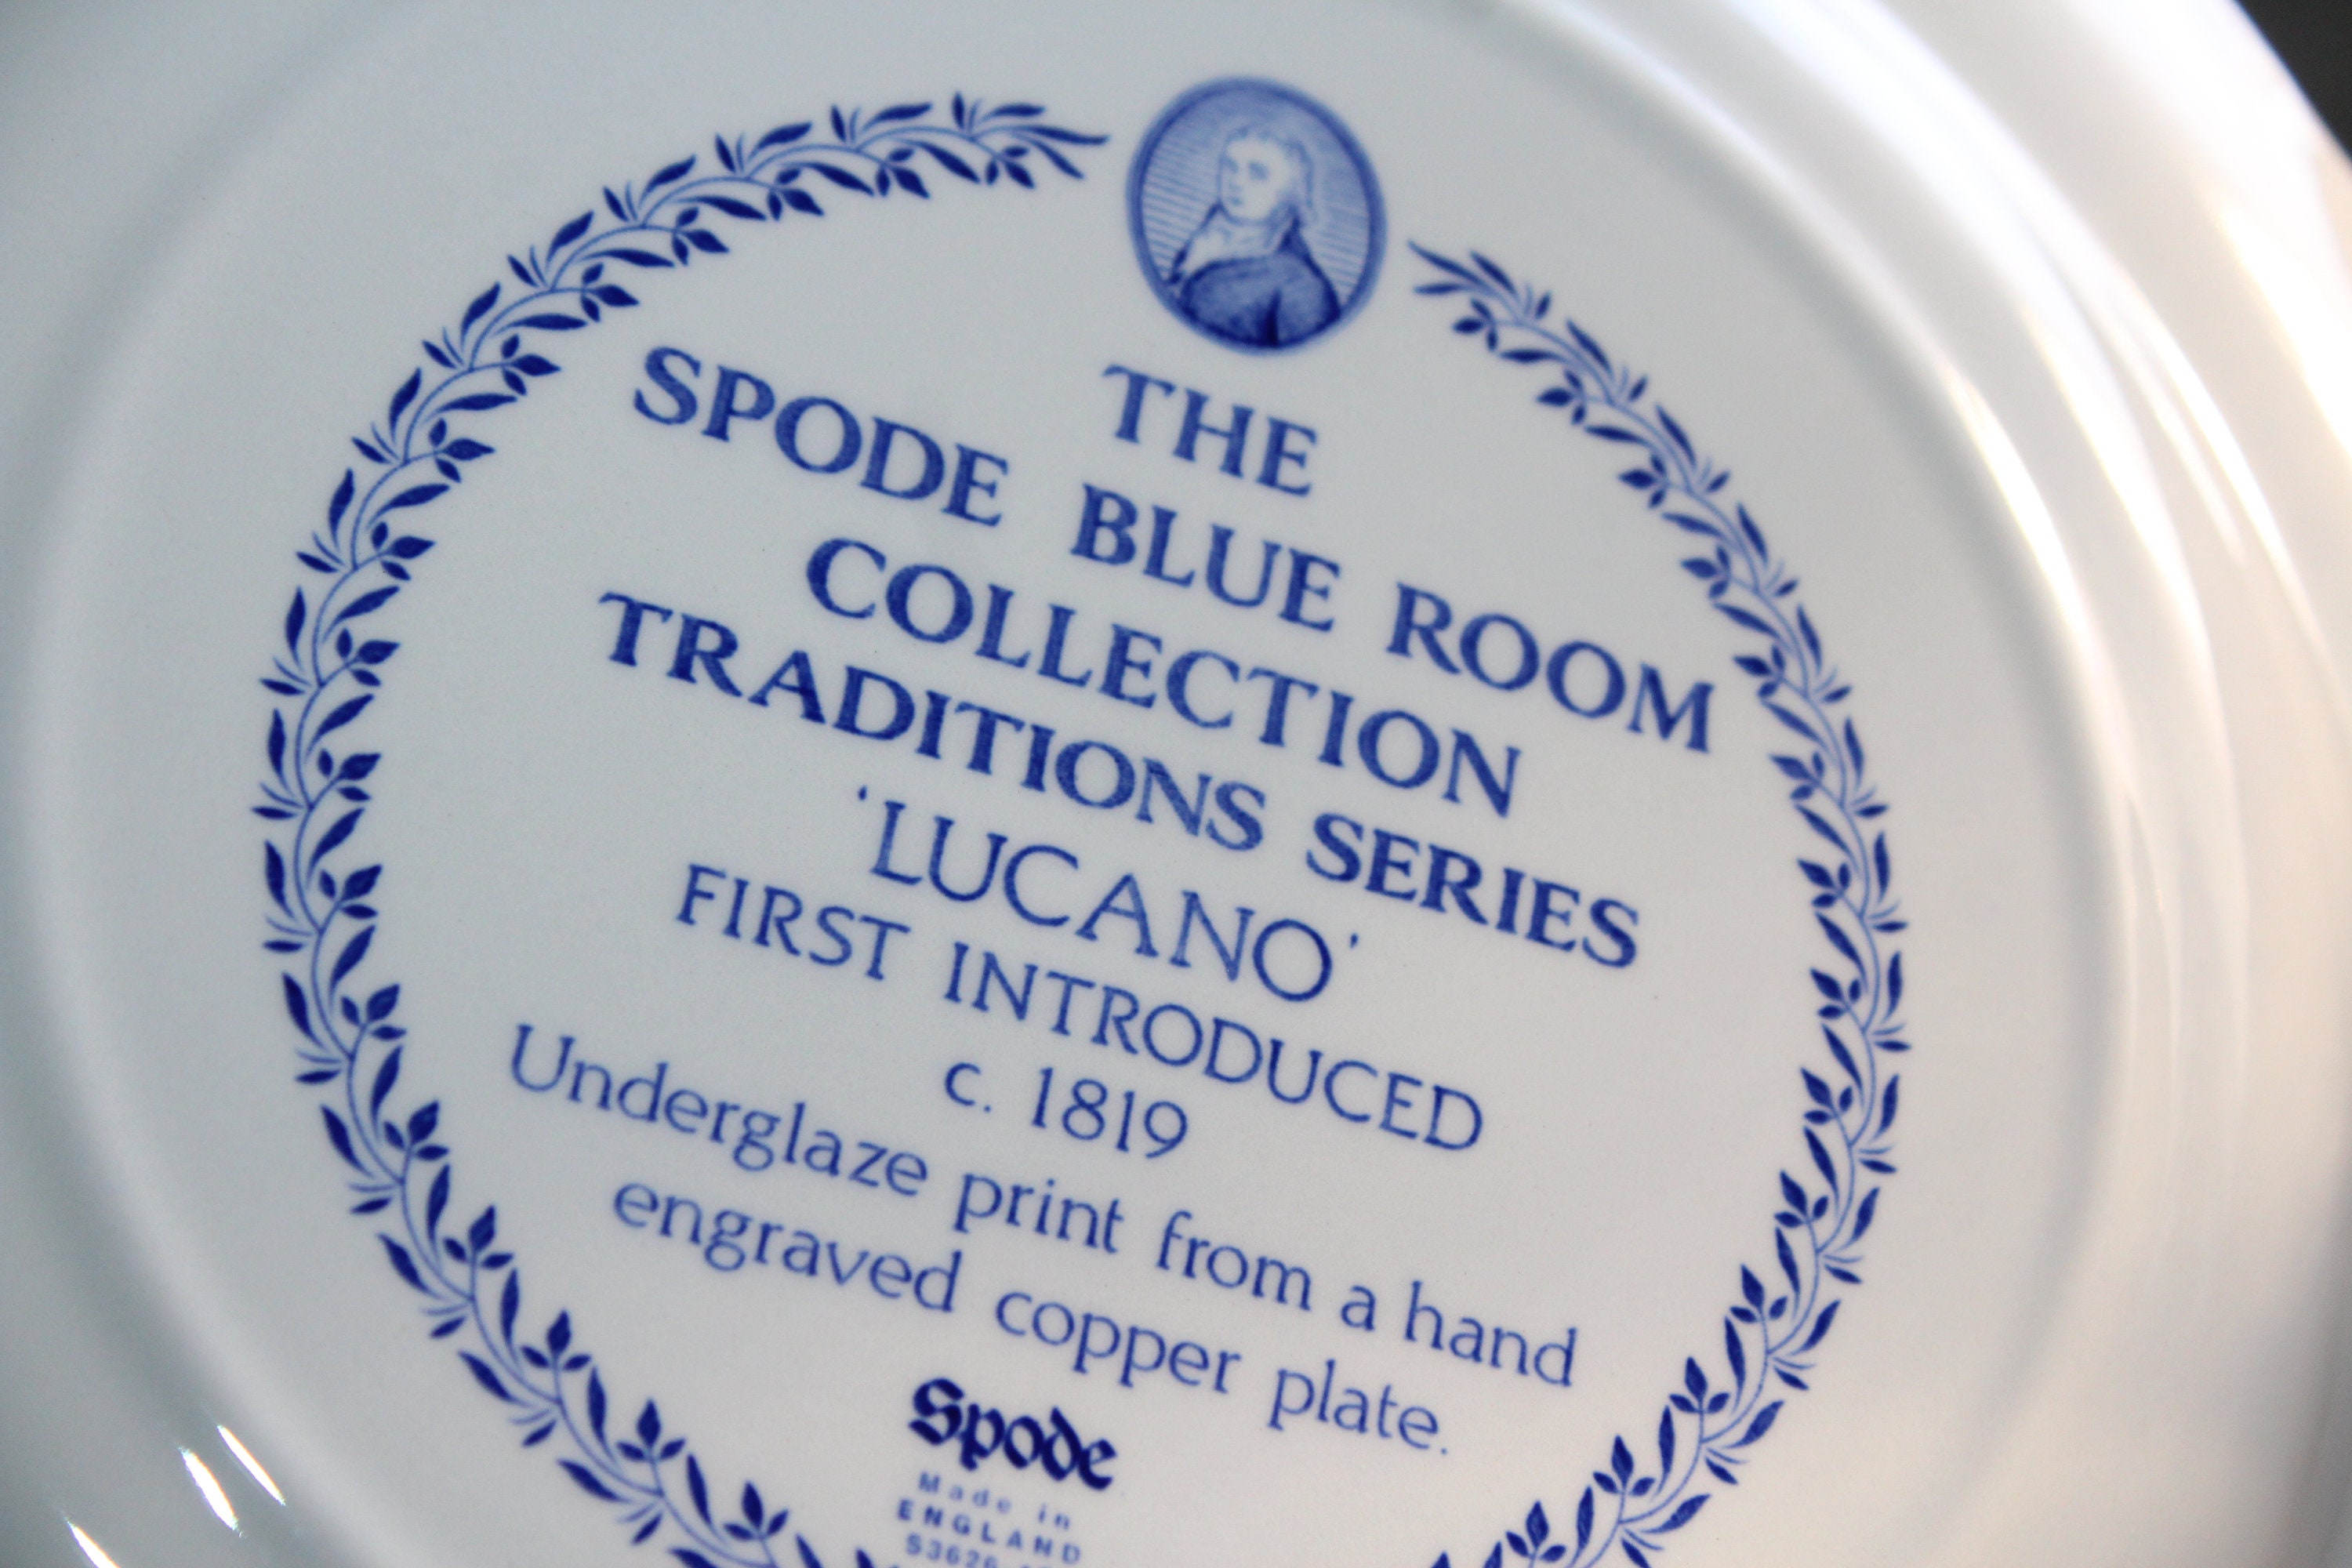 THE
SPODE BLUE ROOM
COLLECTION
TRADITIONS SERIES
‘LUCANO’
FIRST INTRODUCED
c. 1819
Underglaze print from a hand
engraved copper plate.
Spode
Made in
ENGLAND
S3626